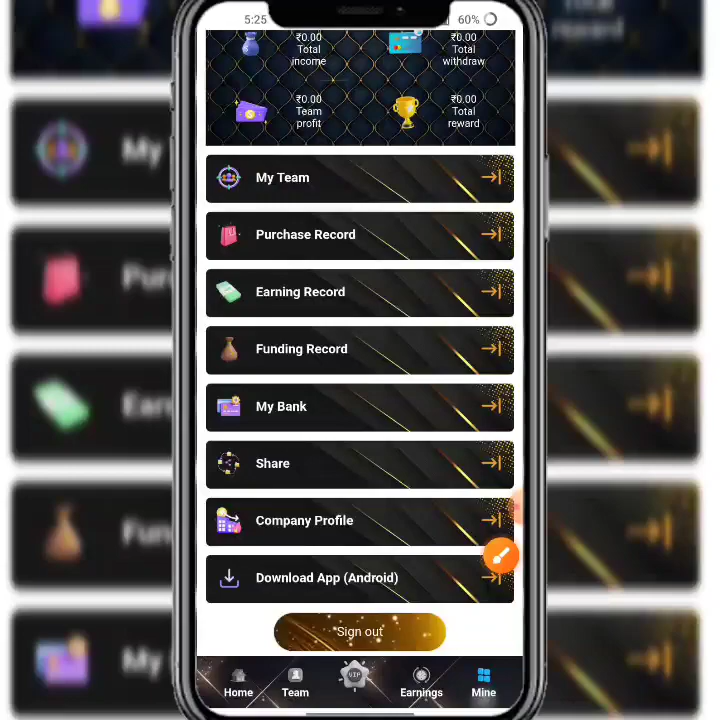 5:25
60%
₹0.00
Total
income
₹0.00
Total
withdraw
₹0.00
Team
profit
₹0.00
Total
reward
My Team
Purchase Record
Earning Record
Funding Record
My Bank
Share
Company Profile
Download App (Android)
Sign out
VIP
Home
Team
Earnings
Mine